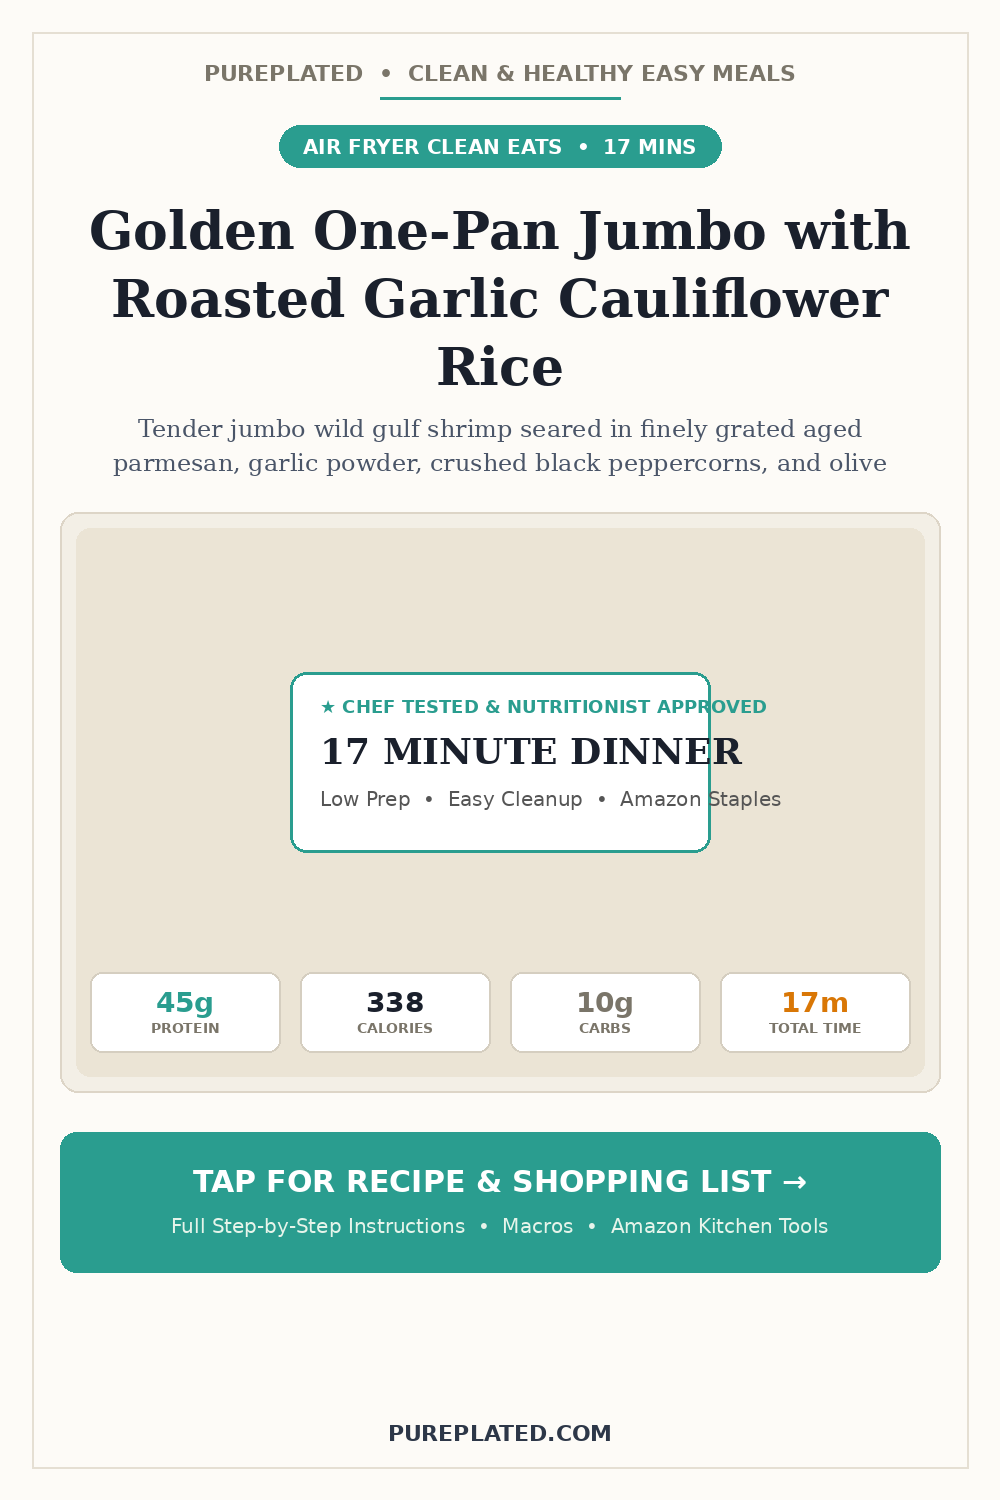 PUREPLATED • CLEAN & HEALTHY EASY MEALS
AIR FRYER CLEAN EATS • 17 MINS
Golden One-Pan Jumbo with
Roasted Garlic Cauliflower
Rice
Tender jumbo wild gulf shrimp seared in finely grated aged
parmesan, garlic powder, crushed black peppercorns, and olive
★ CHEF TESTED & NUTRITIONIST APPROVED
17 MINUTE DINNER
Low Prep • Easy Cleanup • Amazon Staples
45g
PROTEIN
338
CALORIES
10g
CARBS
17m
TOTAL TIME
TAP FOR RECIPE & SHOPPING LIST →
Full Step-by-Step Instructions • Macros • Amazon Kitchen Tools
PUREPLATED.COM